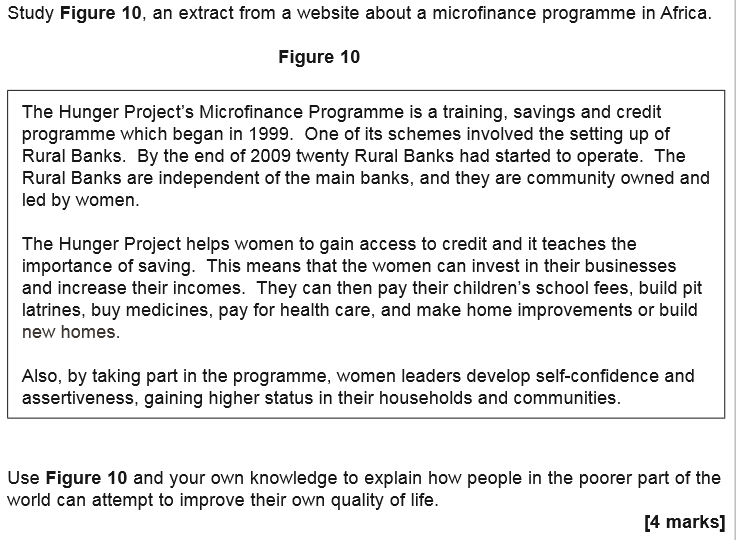 Study Figure 10, an extract from a website about a microfinance programme in Africa.
Figure 10
The Hunger Project's Microfinance Programme is a training, savings and credit
programme which began in 1999.  One of its schemes involved the setting up of
Rural Banks.  By the end of 2009 twenty Rural Banks had started to operate.  The
Rural Banks are independent of the main banks, and they are community owned and
led by women.
The Hunger Project helps women to gain access to credit and it teaches the
importance of saving.  This means that the women can invest in their businesses
and increase their incomes.  They can then pay their children's school fees, build pit
latrines, buy medicines, pay for health care, and make home improvements or build
new homes.
Also, by taking part in the programme, women leaders develop self-confidence and
assertiveness, gaining higher status in their households and communities.
Use Figure 10 and your own knowledge to explain how people in the poorer part of the
world can attempt to improve their own quality of life.
[4 marks]